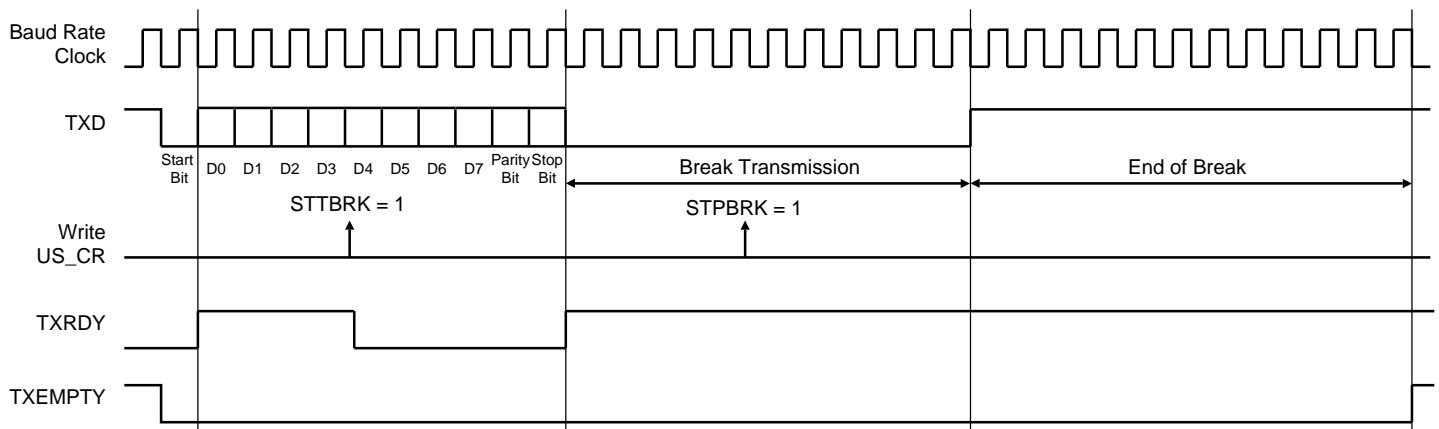 Baud Rate
Clock
TXD
Start
Bit
D0
D1
D2
D3
D4
D5
D6
D7
Parity
Bit
Stop
Bit
Break Transmission
End of Break
STTBRK = 1
STPBRK = 1
Write
US_CR
TXRDY
TXEMPTY